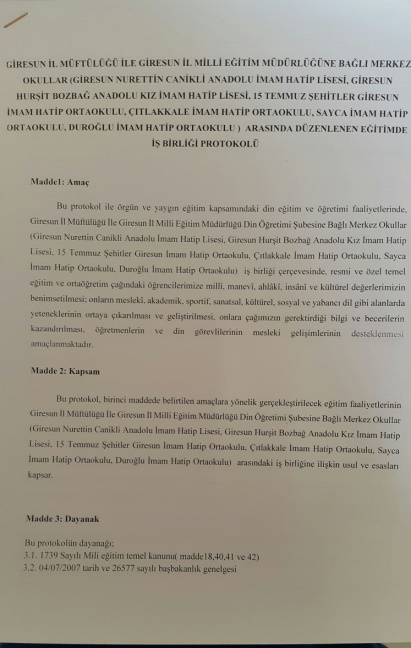 GİRESUN İL MÜFTÜLÜĞÜ İLE GİRESUN İL MİLLİ EĞİTİM MÜDÜRLÜĞÜNE BAĞLI MERKEZ
OKULLAR (GİRESUN NURETTİN CANİKLİ ANADOLU İMAM HATİP LİSESİ, GİRESUN
HURŞİT BOZBAĞ ANADOLU KIZ İMAM HATİP LİSESİ, 15 TEMMUZ ŞEHİTLER GİRESUN
İMAM HATİP ORTAOKULU, ÇITLAKKALE İMAM HATİP ORTAOKULU, SAYCA İMAM HATİP
ORTAOKULU, DUROĞLU İMAM HATİP ORTAOKULU ) ARASINDA DÜZENLENEN EĞİTİMDE
İŞ BİRLİĞİ PROTOKOLÜ
Madde1: Amaç
Bu protokol ile örgün ve yaygın eğitim kapsamındaki din eğitim ve öğretimi faaliyetlerinde,
Giresun İl Müftülüğü İle Giresun İl Milli Eğitim Müdürlüğü Din Öğretimi Şubesine Bağlı Merkez Okullar
(Giresun Nurettin Canikli Anadolu İmam Hatip Lisesi, Giresun Hurşit Bozbağ Anadolu Kız İmam Hatip
Lisesi, 15 Temmuz Şehitler Giresun İmam Hatip Ortaokulu, Çıtlakkale İmam Hatip Ortaokulu, Sayca
İmam Hatip Ortaokulu, Duroğlu İmam Hatip Ortaokulu) iş birliği çerçevesinde, resmi ve özel temel
eğitim ve ortaöğretim çağındaki öğrencilerimize millî, manevî, ahlâkî, insânî ve kültürel değerlerimizin
benimsetilmesi; onların meslekî, akademik, sportif, sanatsal, kültürel, sosyal ve yabancı dil gibi alanlarda
yeteneklerinin ortaya çıkarılması ve geliştirilmesi, onlara çağımızın gerektirdiği bilgi ve becerilerin
kazandırılması, öğretmenlerin ve din görevlilerinin mesleki gelişimlerinin desteklenmesi
amaçlanmaktadır.
Madde 2: Kapsam
Bu protokol, birinci maddede belirtilen amaçlara yönelik gerçekleştirilecek eğitim faaliyetlerinin
Giresun İl Müftülüğü İle Giresun İl Milli Eğitim Müdürlüğü Din Öğretimi Şubesine Bağlı Merkez Okullar
(Giresun Nurettin Canikli Anadolu İmam Hatip Lisesi, Giresun Hurşit Bozbağ Anadolu Kız İmam Hatip
Lisesi, 15 Temmuz Şehitler Giresun İmam Hatip Ortaokulu, Çıtlakkale İmam Hatip Ortaokulu, Sayca
İmam Hatip Ortaokulu, Duroğlu İmam Hatip Ortaokulu) arasındaki iş birliğine ilişkin usul ve esasları
kapsar.
Madde 3: Dayanak
Bu protokolün dayanağı;
3.1. 1739 Sayılı Mili eğitim temel kanunu( madde18,40,41 ve 42)
3.2. 04/07/2007 tarih ve 26577 sayılı başbakanlık genelgesi